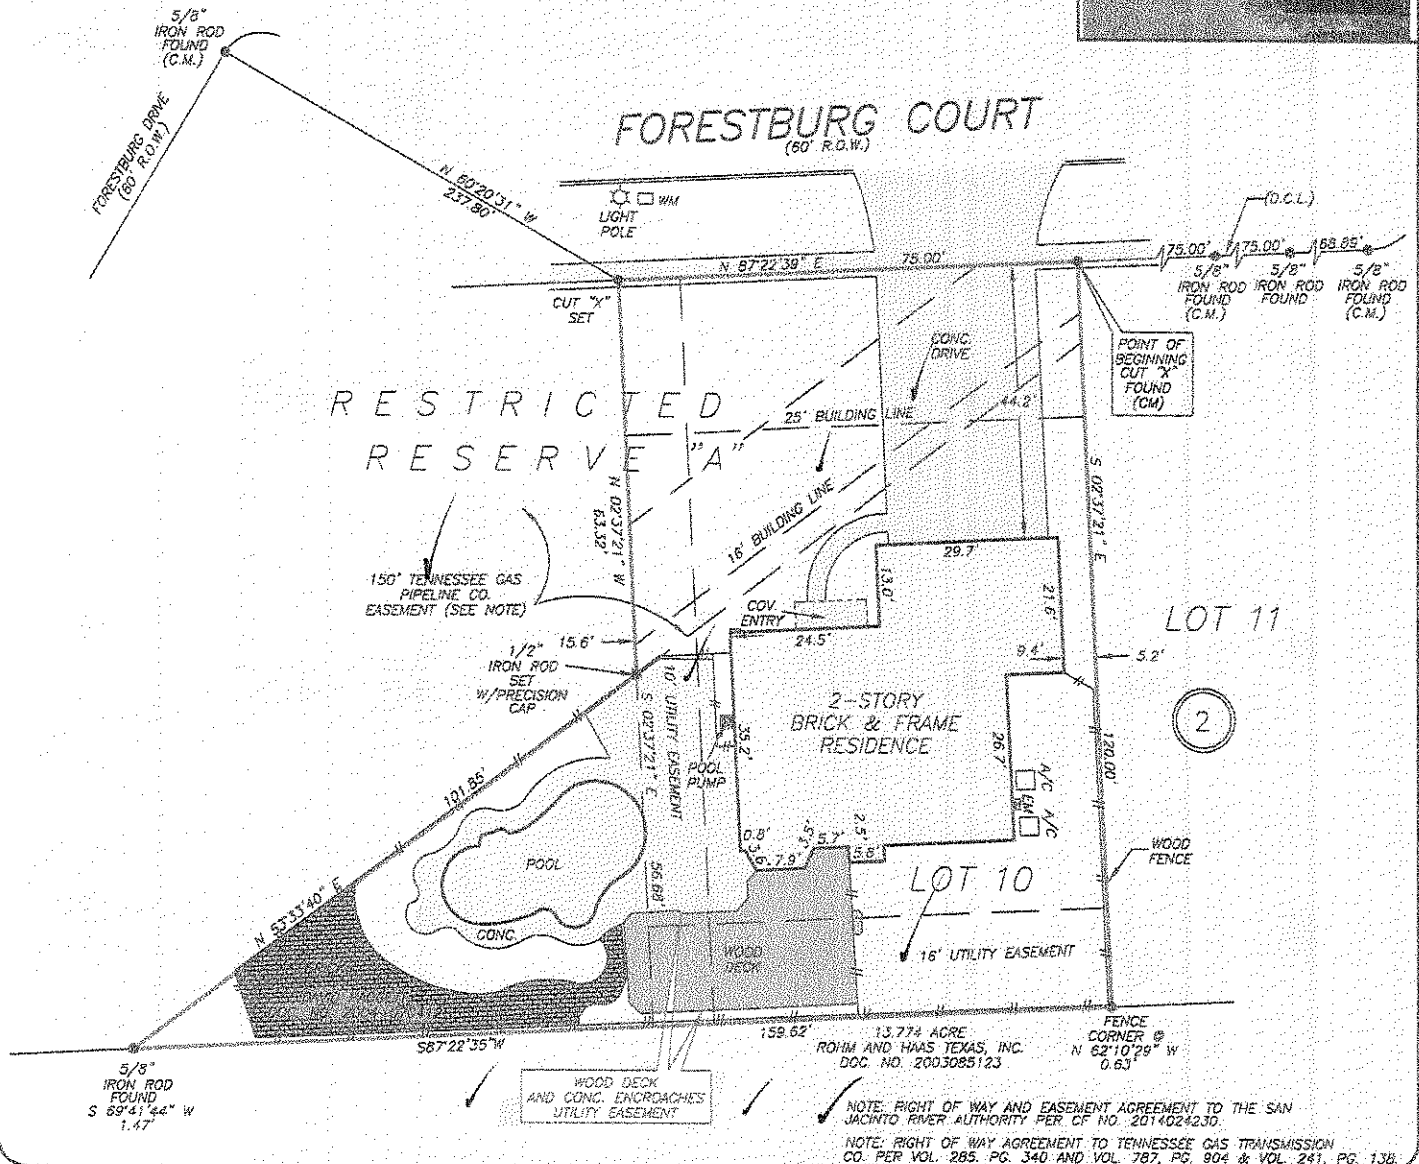 5/8"
IRON ROD
FOUND
(C.M.)
FORESTBURG DRIVE
(60' R.O.W.)
N 60°20'31" W
237.80'
FORESTBURG COURT
(60' R.O.W.)
LIGHT
POLE
WM
(D.C.L.)
N 87°22'39" E
75.00'
75.00'
75.00'
68.89'
5/8"
IRON ROD
FOUND
(C.M.)
5/8"
IRON ROD
FOUND
5/8"
IRON ROD
FOUND
(C.M.)
CUT "X"
SET
CONC.
DRIVE
POINT OF
BEGINNING
CUT "X"
FOUND
(CM)
RESTRICTED
RESERVE "A"
25' BUILDING LINE
44.2'
16' BUILDING LINE
N 02°37'21" W
63.32'
S 02°37'21" E
150' TENNESSEE GAS
PIPELINE CO.
EASEMENT (SEE NOTE)
29.7'
13.0'
21.6'
COV.
ENTRY
24.5'
LOT 11
15.6'
1/2"
IRON ROD
SET
W/PRECISION
CAP
9.4'
5.2'
2-STORY
BRICK & FRAME
RESIDENCE
2
10' UTILITY EASEMENT
S 02°37'21" E
35.2'
26.7'
120.00'
POOL
PUMP
A/C
EM
A/C
101.85'
0.8'
3.6'
7.9'
3.5'
5.7'
2.5'
5.6'
WOOD
FENCE
POOL
56.68'
LOT 10
N 53°33'40" E
CONC.
WOOD
DECK
16' UTILITY EASEMENT
S87°22'35"W
159.62'
13.774 ACRE
ROHM AND HAAS TEXAS, INC.
DOC. NO. 2003085123
FENCE
CORNER @
N 62°10'29" W
0.63'
5/8"
IRON ROD
FOUND
S 69°41'44" W
1.47'
WOOD DECK
AND CONC. ENCROACHES
UTILITY EASEMENT
NOTE: RIGHT OF WAY AND EASEMENT AGREEMENT TO THE SAN
JACINTO RIVER AUTHORITY PER CF NO. 2014024230.
NOTE: RIGHT OF WAY AGREEMENT TO TENNESSEE GAS TRANSMISSION
CO. PER VOL. 285, PG. 340 AND VOL. 787, PG. 904 & VOL. 241, PG. 138.